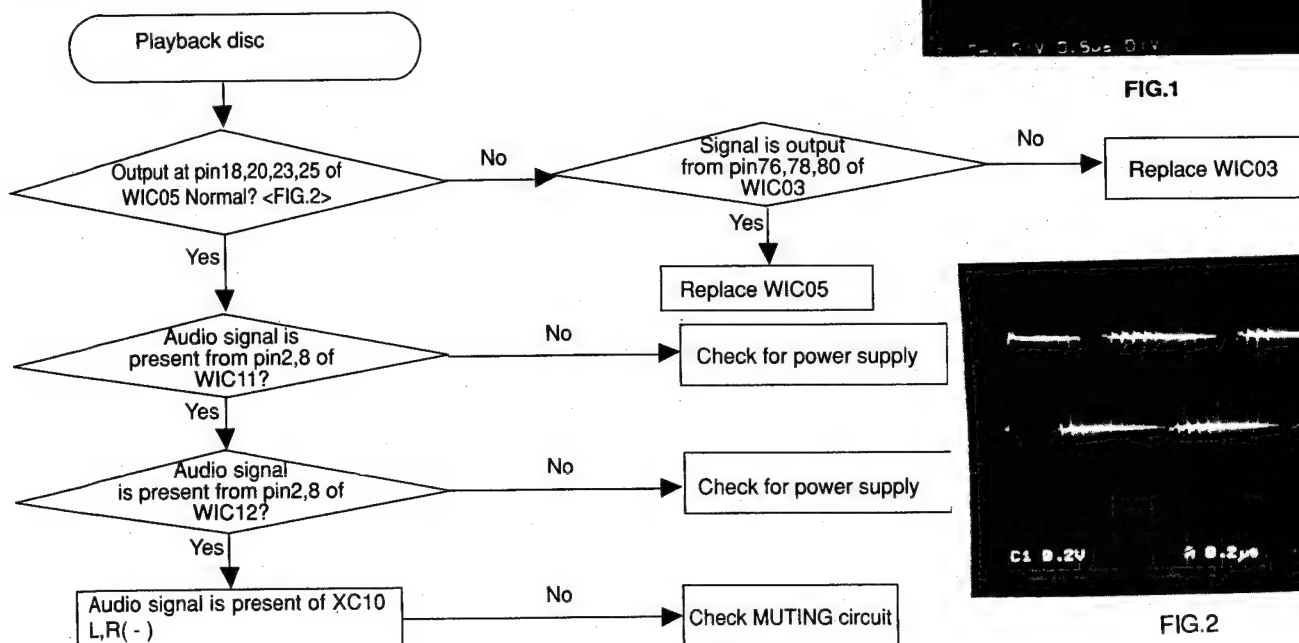 Playback disc
FIG.1
Output at pin18,20,23,25 of
WIC05 Normal? <FIG.2>
No
Signal is output
from pin76,78,80 of
WIC03
No
Replace WIC03
Yes
Yes
Replace WIC05
Audio signal is
present from pin2,8 of
WIC11?
No
Check for power supply
Yes
Audio signal
is present from pin2,8 of
WIC12?
No
Check for power supply
Yes
C1 0.2V
0.2µs
Audio signal is present of XC10
L,R( - )
No
Check MUTING circuit
FIG.2